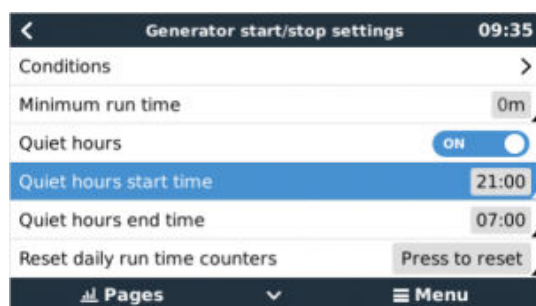 Generator start/stop settings 09:35
Conditions
Minimum run time 0m
Quiet hours ON
Quiet hours start time 21:00
Quiet hours end time 07:00
Reset daily run time counters Press to reset
Pages Menu